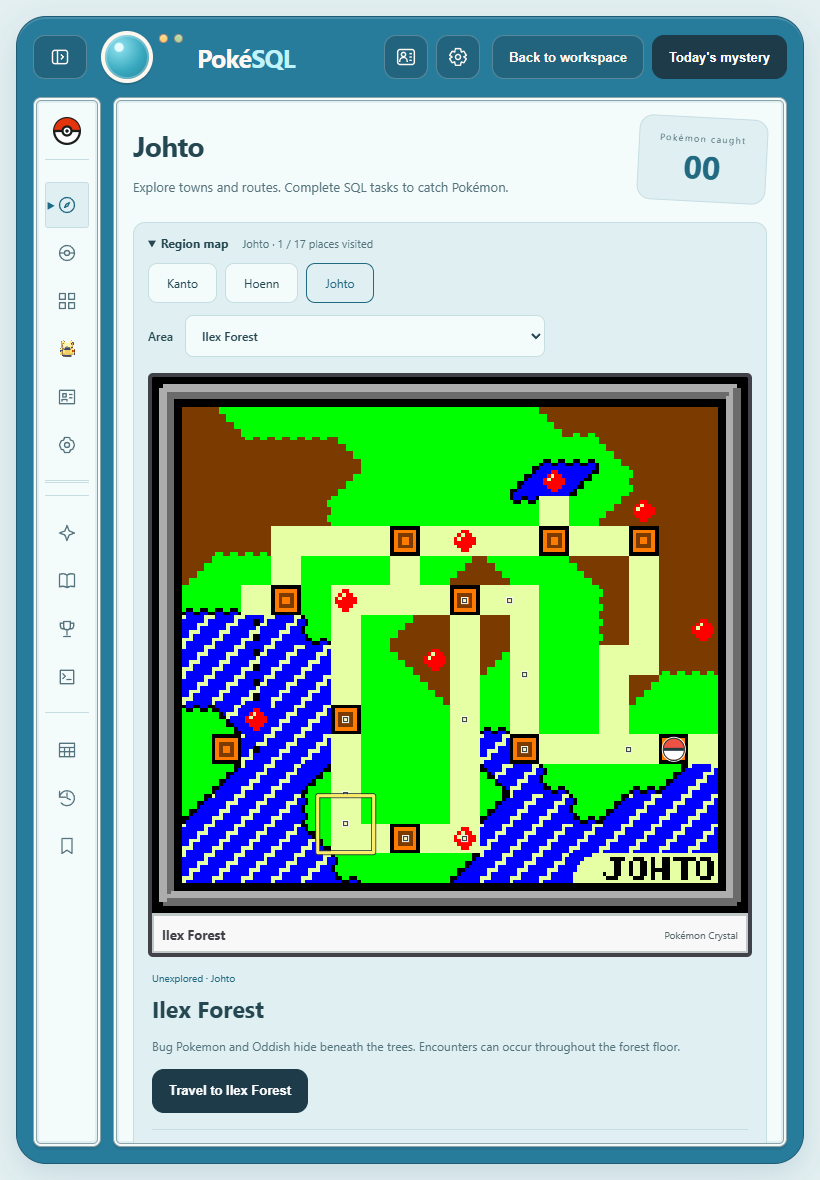 PokéSQL
Back to workspace
Today's mystery
Johto
Explore towns and routes. Complete SQL tasks to catch Pokémon.
Pokémon caught
00
▼ Region map Johto · 1 / 17 places visited
Kanto Hoenn Johto
Area Ilex Forest
JOHTO
Ilex Forest Pokémon Crystal
Unexplored · Johto
Ilex Forest
Bug Pokemon and Oddish hide beneath the trees. Encounters can occur throughout the forest floor.
Travel to Ilex Forest